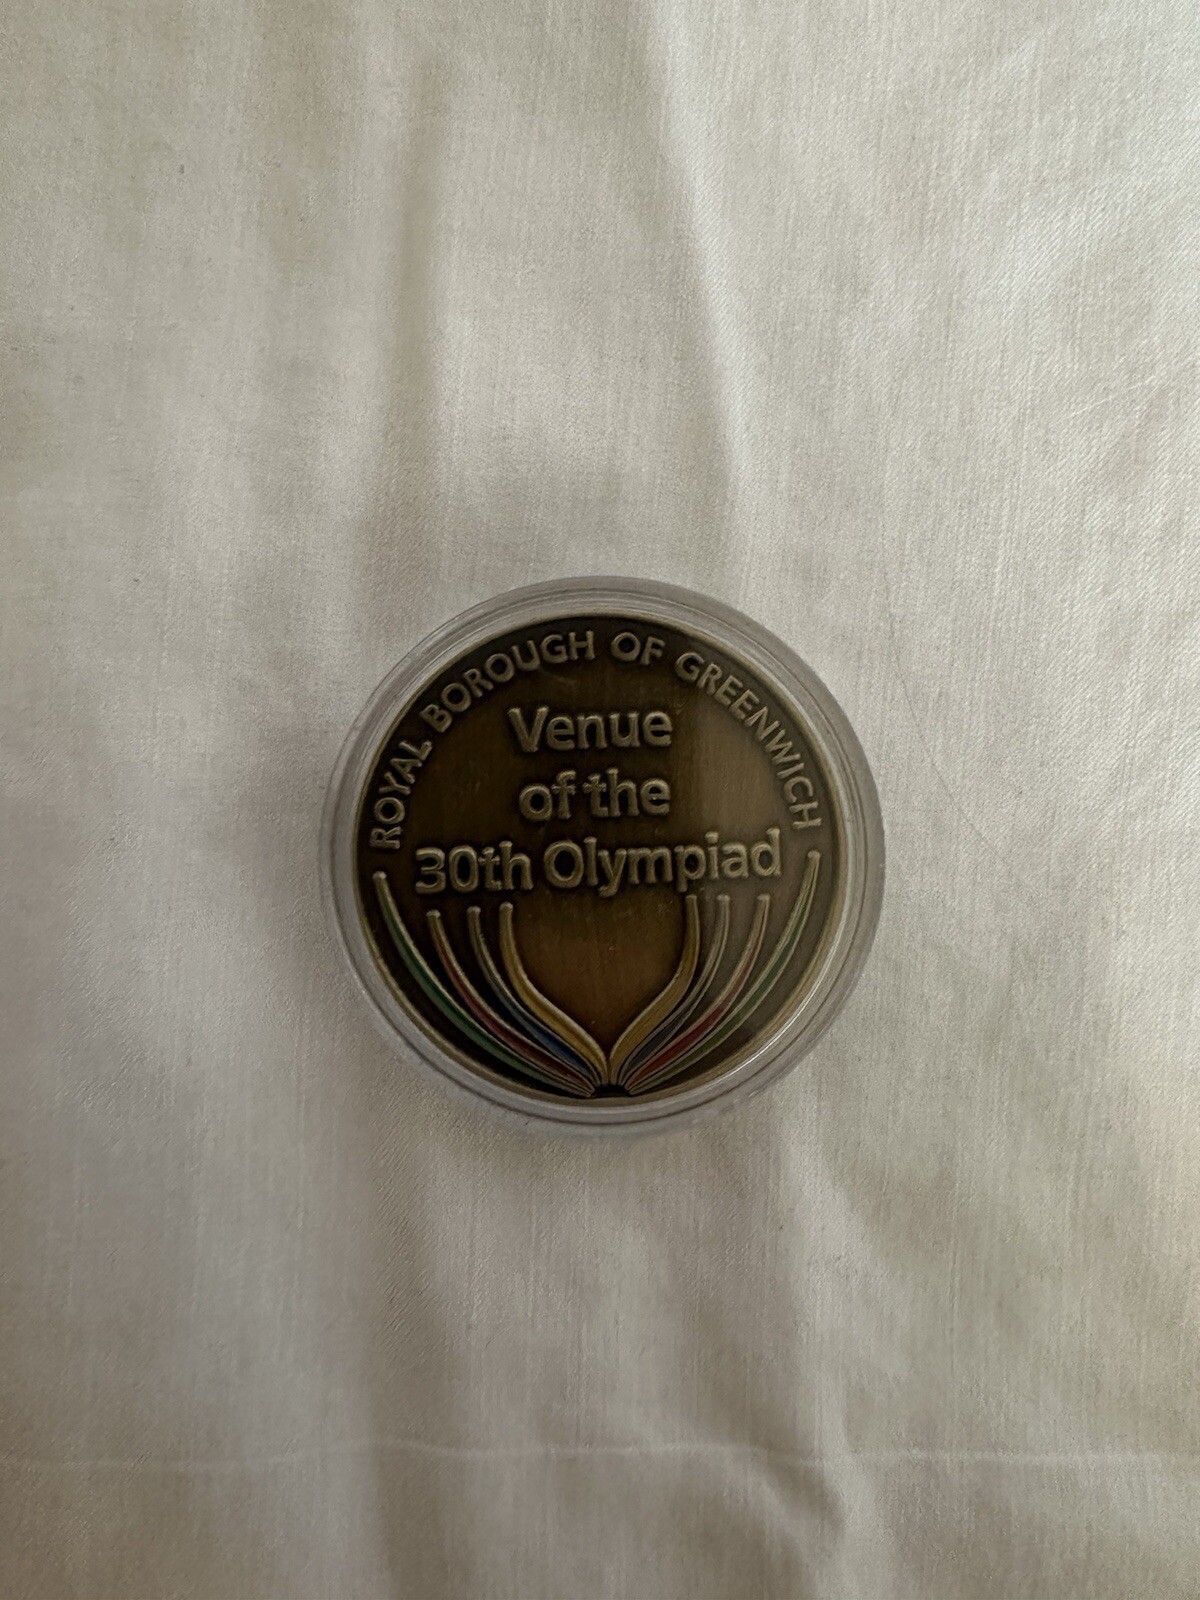 ROYAL BOROUGH OF GREENWICH
Venue
of the
30th Olympiad